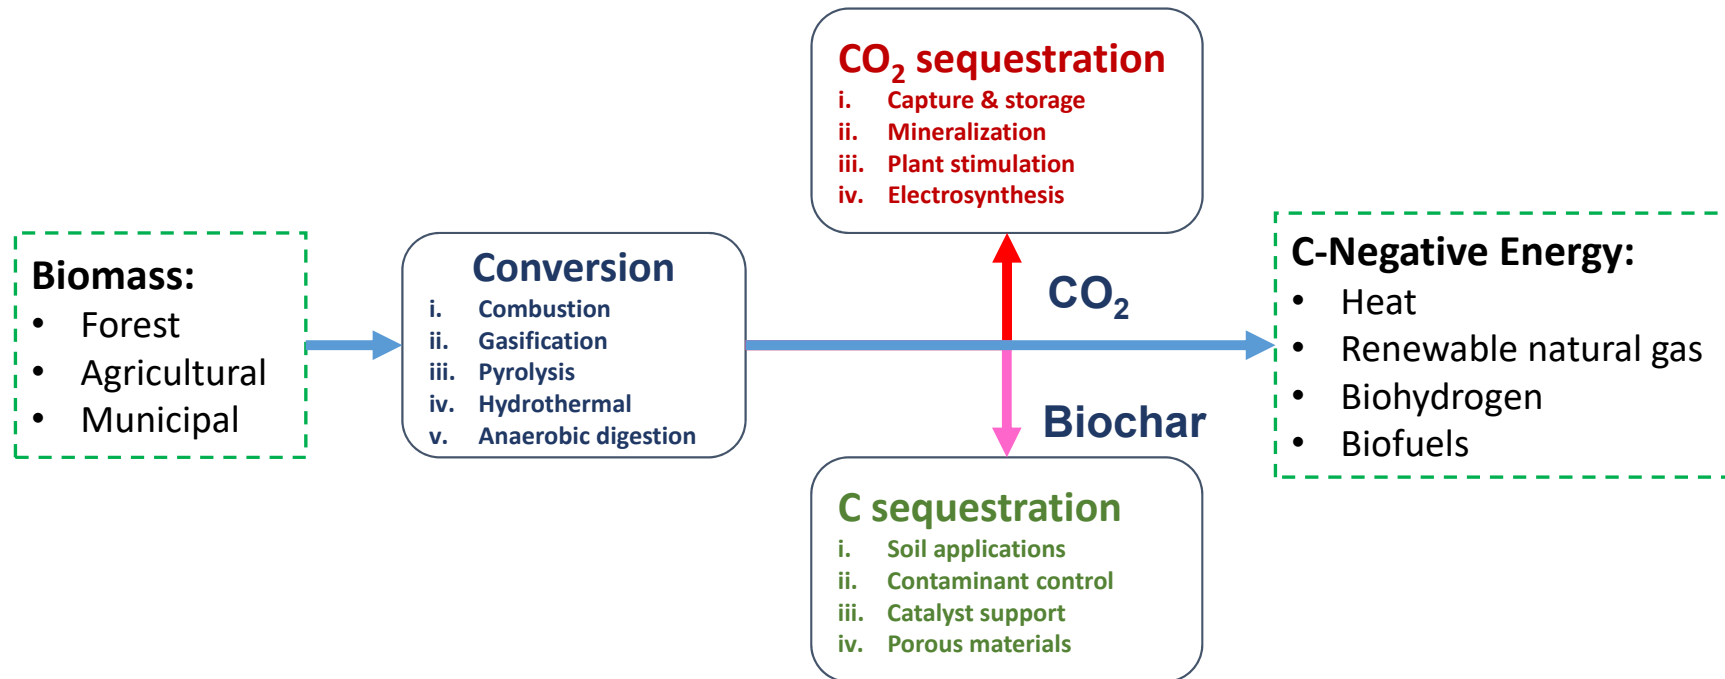 Biomass:
• Forest
• Agricultural
• Municipal
Conversion
i. Combustion
ii. Gasification
iii. Pyrolysis
iv. Hydrothermal
v. Anaerobic digestion
CO₂ sequestration
i. Capture & storage
ii. Mineralization
iii. Plant stimulation
iv. Electrosynthesis
CO₂
Biochar
C sequestration
i. Soil applications
ii. Contaminant control
iii. Catalyst support
iv. Porous materials
C-Negative Energy:
• Heat
• Renewable natural gas
• Biohydrogen
• Biofuels